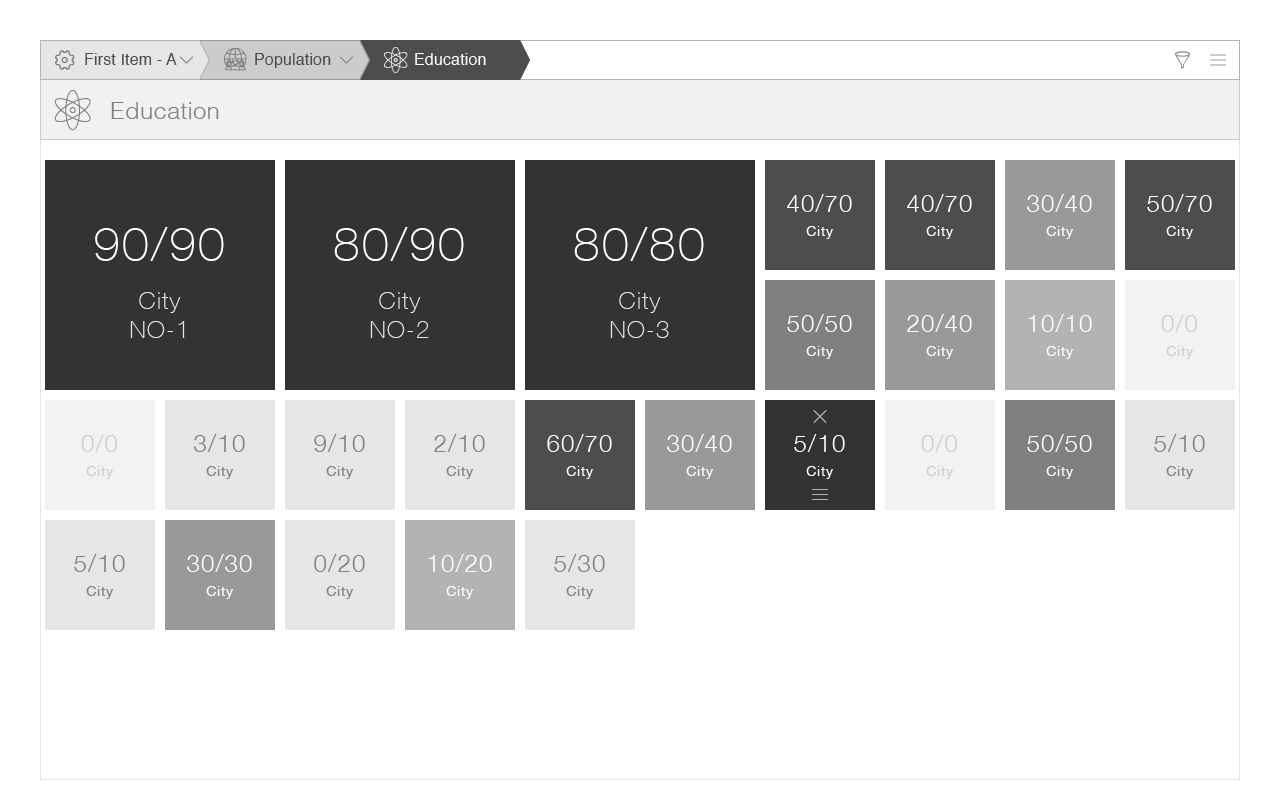 First Item - A
Population
Education
Education
90/90
City
NO-1
80/90
City
NO-2
80/80
City
NO-3
40/70
City
40/70
City
30/40
City
50/70
City
50/50
City
20/40
City
10/10
City
0/0
City
0/0
City
3/10
City
9/10
City
2/10
City
60/70
City
30/40
City
5/10
City
0/0
City
50/50
City
5/10
City
5/10
City
30/30
City
0/20
City
10/20
City
5/30
City